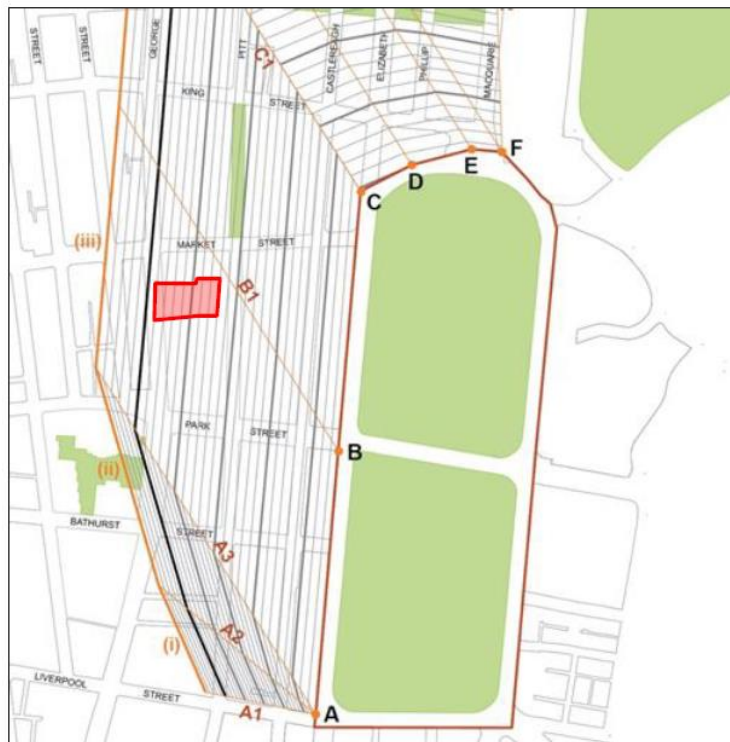 STREET
STREET
GEORGE
PITT
C1
CASTLEREAGH
ELIZABETH
PHILLIP
MACQUARIE
KING
STREET
F
E
D
C
(iii)
MARKET
STREET
B1
PARK
STREET
B
(ii)
BATHURST
STREET
A3
A2
(i)
LIVERPOOL
STREET
A1
A